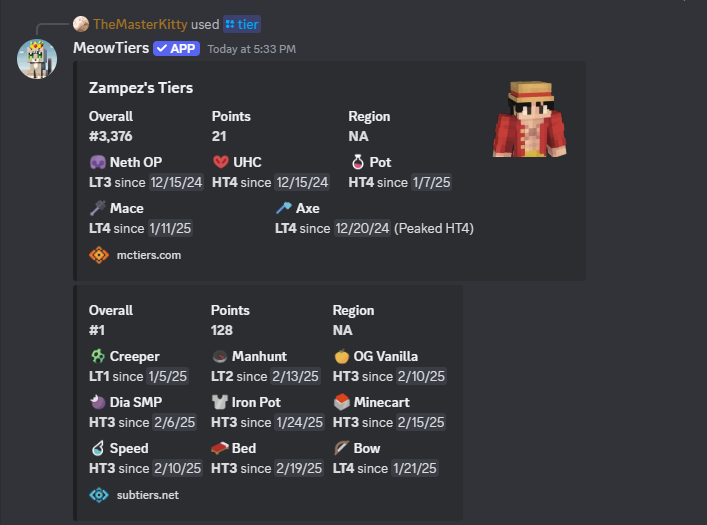 TheMasterKitty used tier
MeowTiers APP Today at 5:33 PM
Zampez's Tiers
Overall Points Region
#3,376 21 NA
Neth OP UHC Pot
LT3 since 12/15/24 HT4 since 12/15/24 HT4 since 1/7/25
Mace Axe
LT4 since 1/11/25 LT4 since 12/20/24 (Peaked HT4)
mctiers.com
Overall Points Region
#1 128 NA
Creeper Manhunt OG Vanilla
LT1 since 1/5/25 LT2 since 2/13/25 HT3 since 2/10/25
Dia SMP Iron Pot Minecart
HT3 since 2/6/25 HT3 since 1/24/25 HT3 since 2/15/25
Speed Bed Bow
HT3 since 2/10/25 HT3 since 2/19/25 LT4 since 1/21/25
subtiers.net